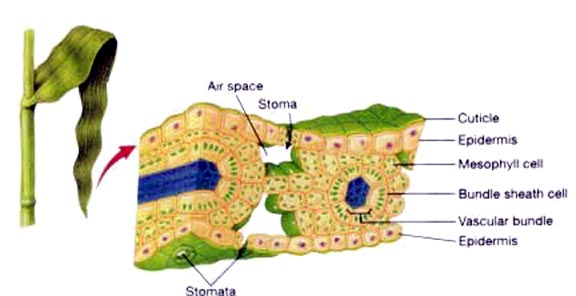 Air space
Stoma
Cuticle
Epidermis
Mesophyll cell
Bundle sheath cell
Vascular bundle
Epidermis
Stomata